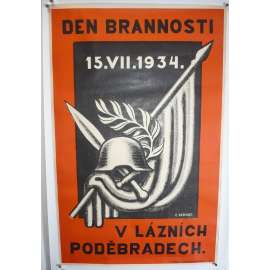 DEN BRANNOSTI
15.VII.1934.
V LÁZNÍCH
PODĚBRADECH.